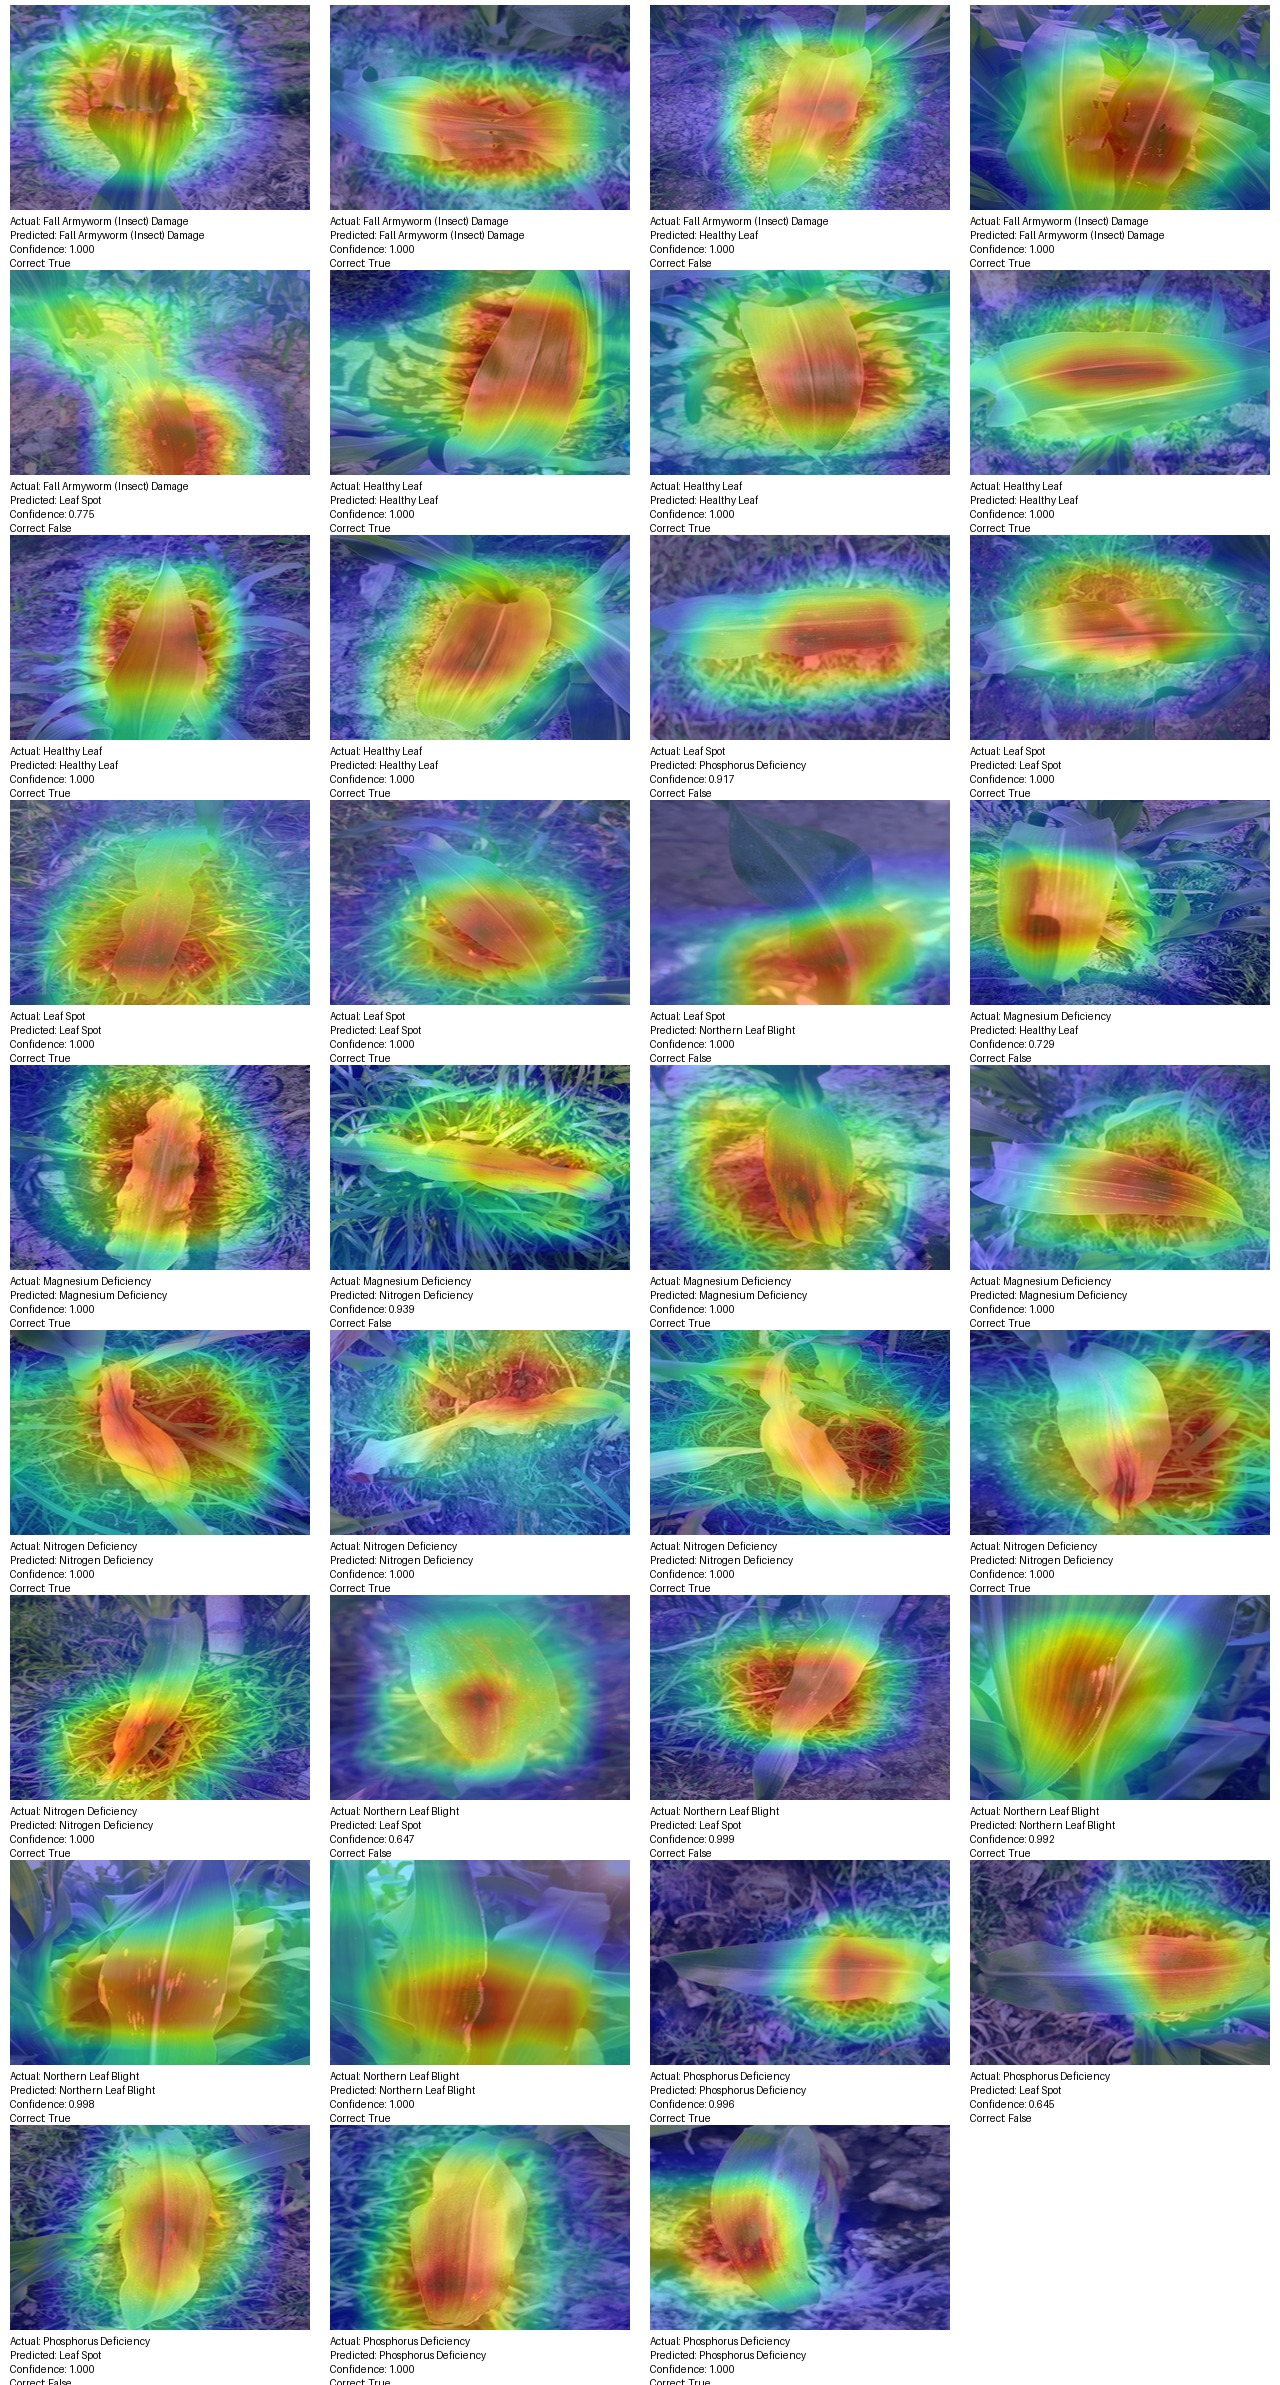 Actual: Fall Armyworm (Insect) Damage
Predicted: Fall Armyworm (Insect) Damage
Confidence: 1.000
Correct: True
Actual: Fall Armyworm (Insect) Damage
Predicted: Fall Armyworm (Insect) Damage
Confidence: 1.000
Correct: True
Actual: Fall Armyworm (Insect) Damage
Predicted: Healthy Leaf
Confidence: 1.000
Correct: False
Actual: Fall Armyworm (Insect) Damage
Predicted: Fall Armyworm (Insect) Damage
Confidence: 1.000
Correct: True
Actual: Fall Armyworm (Insect) Damage
Predicted: Leaf Spot
Confidence: 0.775
Correct: False
Actual: Healthy Leaf
Predicted: Healthy Leaf
Confidence: 1.000
Correct: True
Actual: Healthy Leaf
Predicted: Healthy Leaf
Confidence: 1.000
Correct: True
Actual: Healthy Leaf
Predicted: Healthy Leaf
Confidence: 1.000
Correct: True
Actual: Healthy Leaf
Predicted: Healthy Leaf
Confidence: 1.000
Correct: True
Actual: Healthy Leaf
Predicted: Healthy Leaf
Confidence: 1.000
Correct: True
Actual: Leaf Spot
Predicted: Phosphorus Deficiency
Confidence: 0.917
Correct: False
Actual: Leaf Spot
Predicted: Leaf Spot
Confidence: 1.000
Correct: True
Actual: Leaf Spot
Predicted: Leaf Spot
Confidence: 1.000
Correct: True
Actual: Leaf Spot
Predicted: Leaf Spot
Confidence: 1.000
Correct: True
Actual: Leaf Spot
Predicted: Northern Leaf Blight
Confidence: 1.000
Correct: False
Actual: Magnesium Deficiency
Predicted: Healthy Leaf
Confidence: 0.729
Correct: False
Actual: Magnesium Deficiency
Predicted: Magnesium Deficiency
Confidence: 1.000
Correct: True
Actual: Magnesium Deficiency
Predicted: Nitrogen Deficiency
Confidence: 0.939
Correct: False
Actual: Magnesium Deficiency
Predicted: Magnesium Deficiency
Confidence: 1.000
Correct: True
Actual: Magnesium Deficiency
Predicted: Magnesium Deficiency
Confidence: 1.000
Correct: True
Actual: Nitrogen Deficiency
Predicted: Nitrogen Deficiency
Confidence: 1.000
Correct: True
Actual: Nitrogen Deficiency
Predicted: Nitrogen Deficiency
Confidence: 1.000
Correct: True
Actual: Nitrogen Deficiency
Predicted: Nitrogen Deficiency
Confidence: 1.000
Correct: True
Actual: Nitrogen Deficiency
Predicted: Nitrogen Deficiency
Confidence: 1.000
Correct: True
Actual: Nitrogen Deficiency
Predicted: Nitrogen Deficiency
Confidence: 1.000
Correct: True
Actual: Northern Leaf Blight
Predicted: Leaf Spot
Confidence: 0.647
Correct: False
Actual: Northern Leaf Blight
Predicted: Leaf Spot
Confidence: 0.999
Correct: False
Actual: Northern Leaf Blight
Predicted: Northern Leaf Blight
Confidence: 0.992
Correct: True
Actual: Northern Leaf Blight
Predicted: Northern Leaf Blight
Confidence: 0.998
Correct: True
Actual: Northern Leaf Blight
Predicted: Northern Leaf Blight
Confidence: 1.000
Correct: True
Actual: Phosphorus Deficiency
Predicted: Phosphorus Deficiency
Confidence: 0.996
Correct: True
Actual: Phosphorus Deficiency
Predicted: Leaf Spot
Confidence: 0.645
Correct: False
Actual: Phosphorus Deficiency
Predicted: Leaf Spot
Confidence: 1.000
Correct: False
Actual: Phosphorus Deficiency
Predicted: Phosphorus Deficiency
Confidence: 1.000
Correct: True
Actual: Phosphorus Deficiency
Predicted: Phosphorus Deficiency
Confidence: 1.000
Correct: True